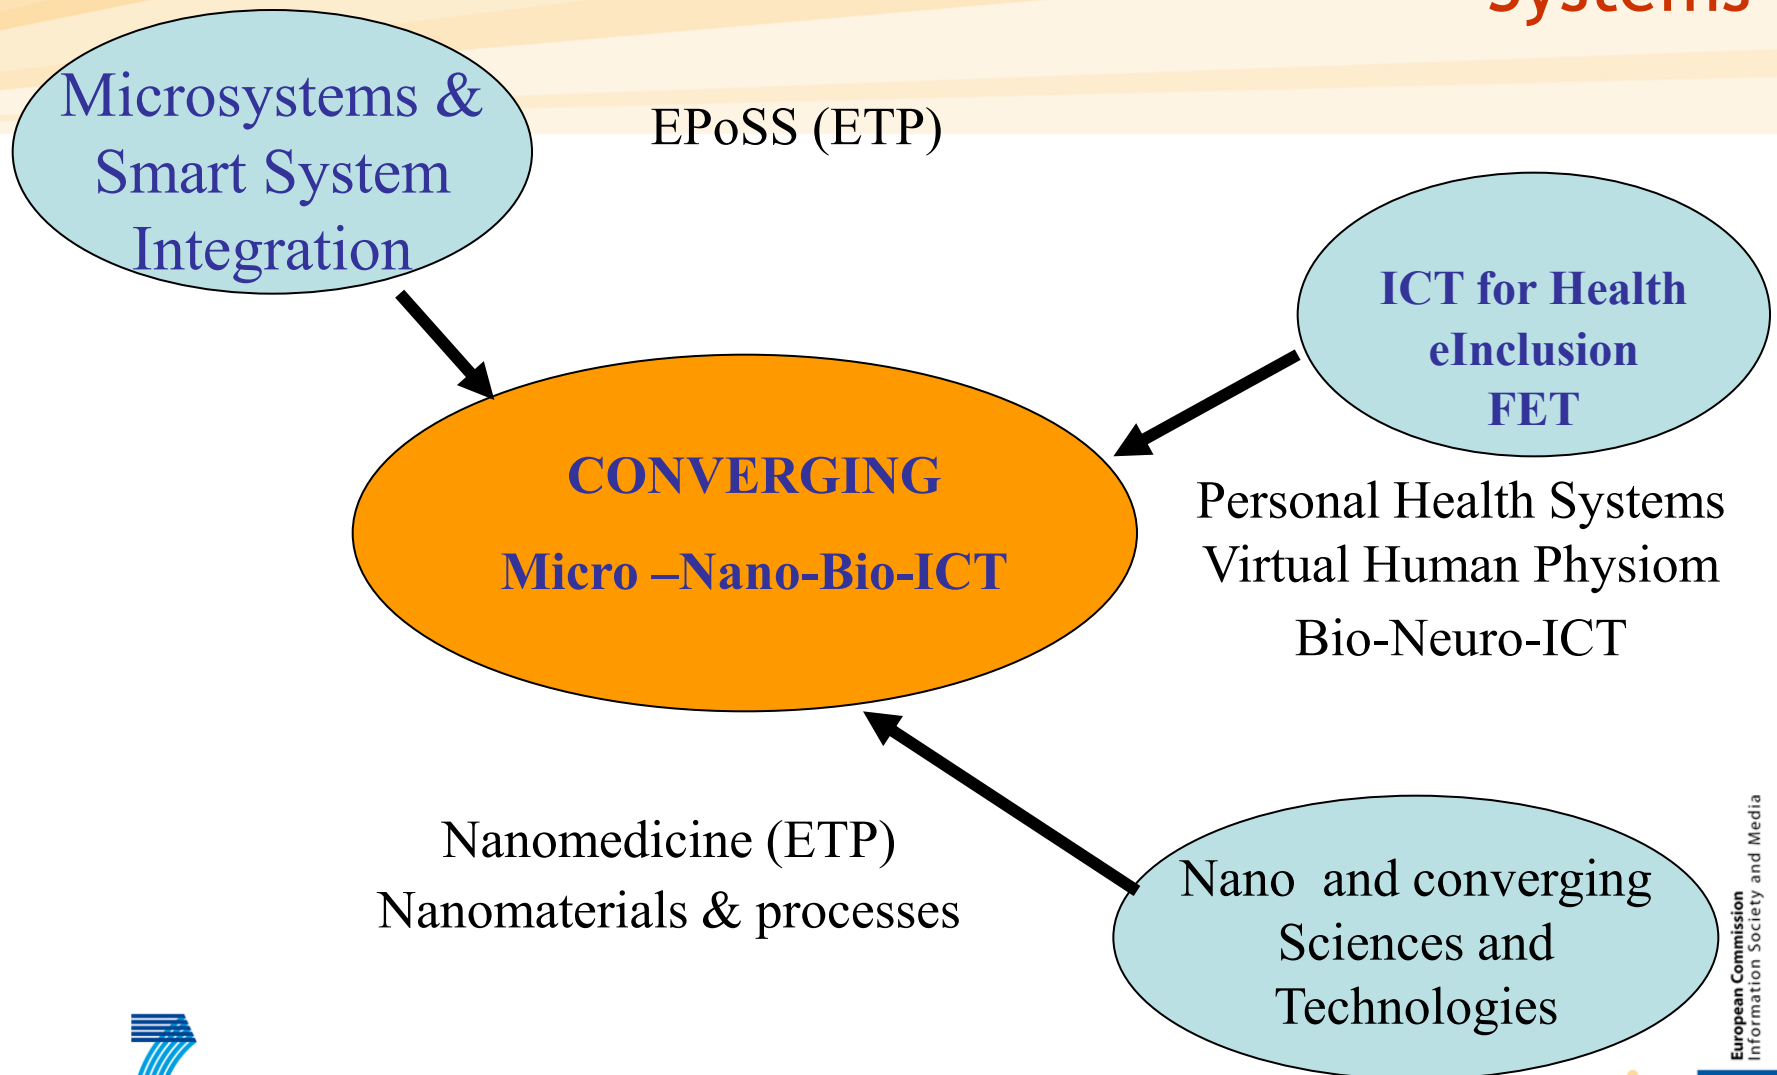 Systems
Microsystems &
Smart System
Integration
EPoSS (ETP)
ICT for Health
eInclusion
FET
CONVERGING
Micro –Nano-Bio-ICT
Personal Health Systems
Virtual Human Physiom
Bio-Neuro-ICT
Nanomedicine (ETP)
Nanomaterials & processes
Nano  and converging
Sciences and
Technologies
European Commission
Information Society and Media